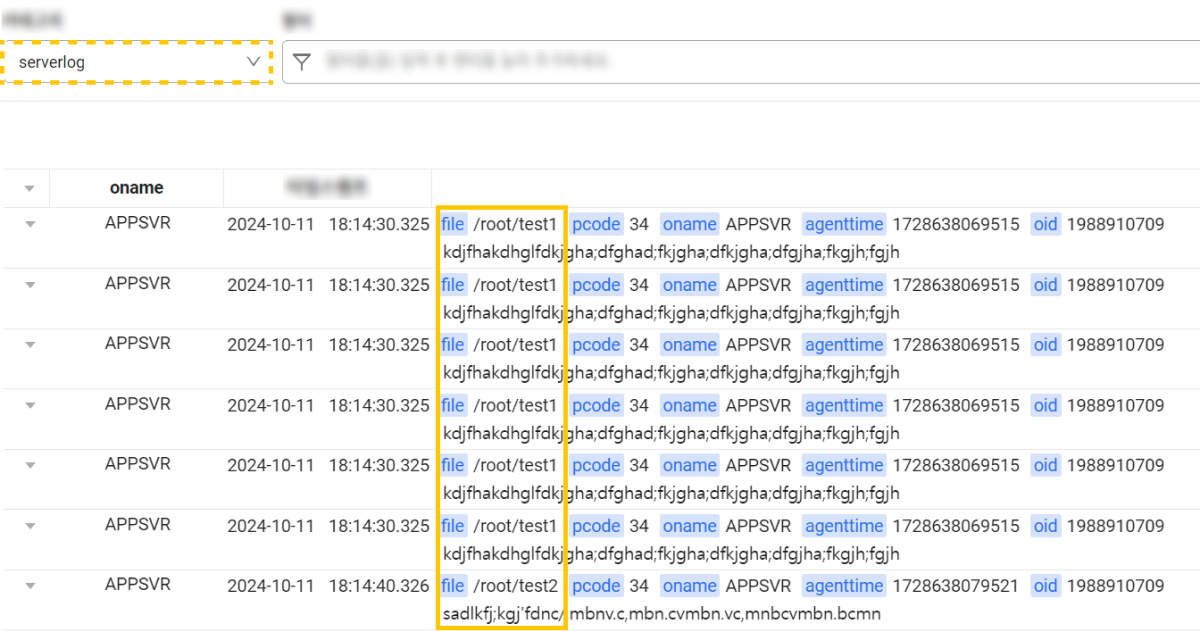 serverlog
oname
APPSVR 2024-10-11 18:14:30.325 file /root/test1 pcode 34 oname APPSVR agenttime 1728638069515 oid 1988910709
kdjfhakdhglfdkjgha;dfghad;fkjgha;dfkjgha;dfgjha;fkgjh;fgjh
APPSVR 2024-10-11 18:14:30.325 file /root/test1 pcode 34 oname APPSVR agenttime 1728638069515 oid 1988910709
kdjfhakdhglfdkjgha;dfghad;fkjgha;dfkjgha;dfgjha;fkgjh;fgjh
APPSVR 2024-10-11 18:14:30.325 file /root/test1 pcode 34 oname APPSVR agenttime 1728638069515 oid 1988910709
kdjfhakdhglfdkjgha;dfghad;fkjgha;dfkjgha;dfgjha;fkgjh;fgjh
APPSVR 2024-10-11 18:14:30.325 file /root/test1 pcode 34 oname APPSVR agenttime 1728638069515 oid 1988910709
kdjfhakdhglfdkjgha;dfghad;fkjgha;dfkjgha;dfgjha;fkgjh;fgjh
APPSVR 2024-10-11 18:14:30.325 file /root/test1 pcode 34 oname APPSVR agenttime 1728638069515 oid 1988910709
kdjfhakdhglfdkjgha;dfghad;fkjgha;dfkjgha;dfgjha;fkgjh;fgjh
APPSVR 2024-10-11 18:14:30.325 file /root/test1 pcode 34 oname APPSVR agenttime 1728638069515 oid 1988910709
kdjfhakdhglfdkjgha;dfghad;fkjgha;dfkjgha;dfgjha;fkgjh;fgjh
APPSVR 2024-10-11 18:14:40.326 file /root/test2 pcode 34 oname APPSVR agenttime 1728638079521 oid 1988910709
sadlkfj;kgj'fdnc/.mbnv.c,mbn.cvmbn.vc,mnbcvmbn.bcmn